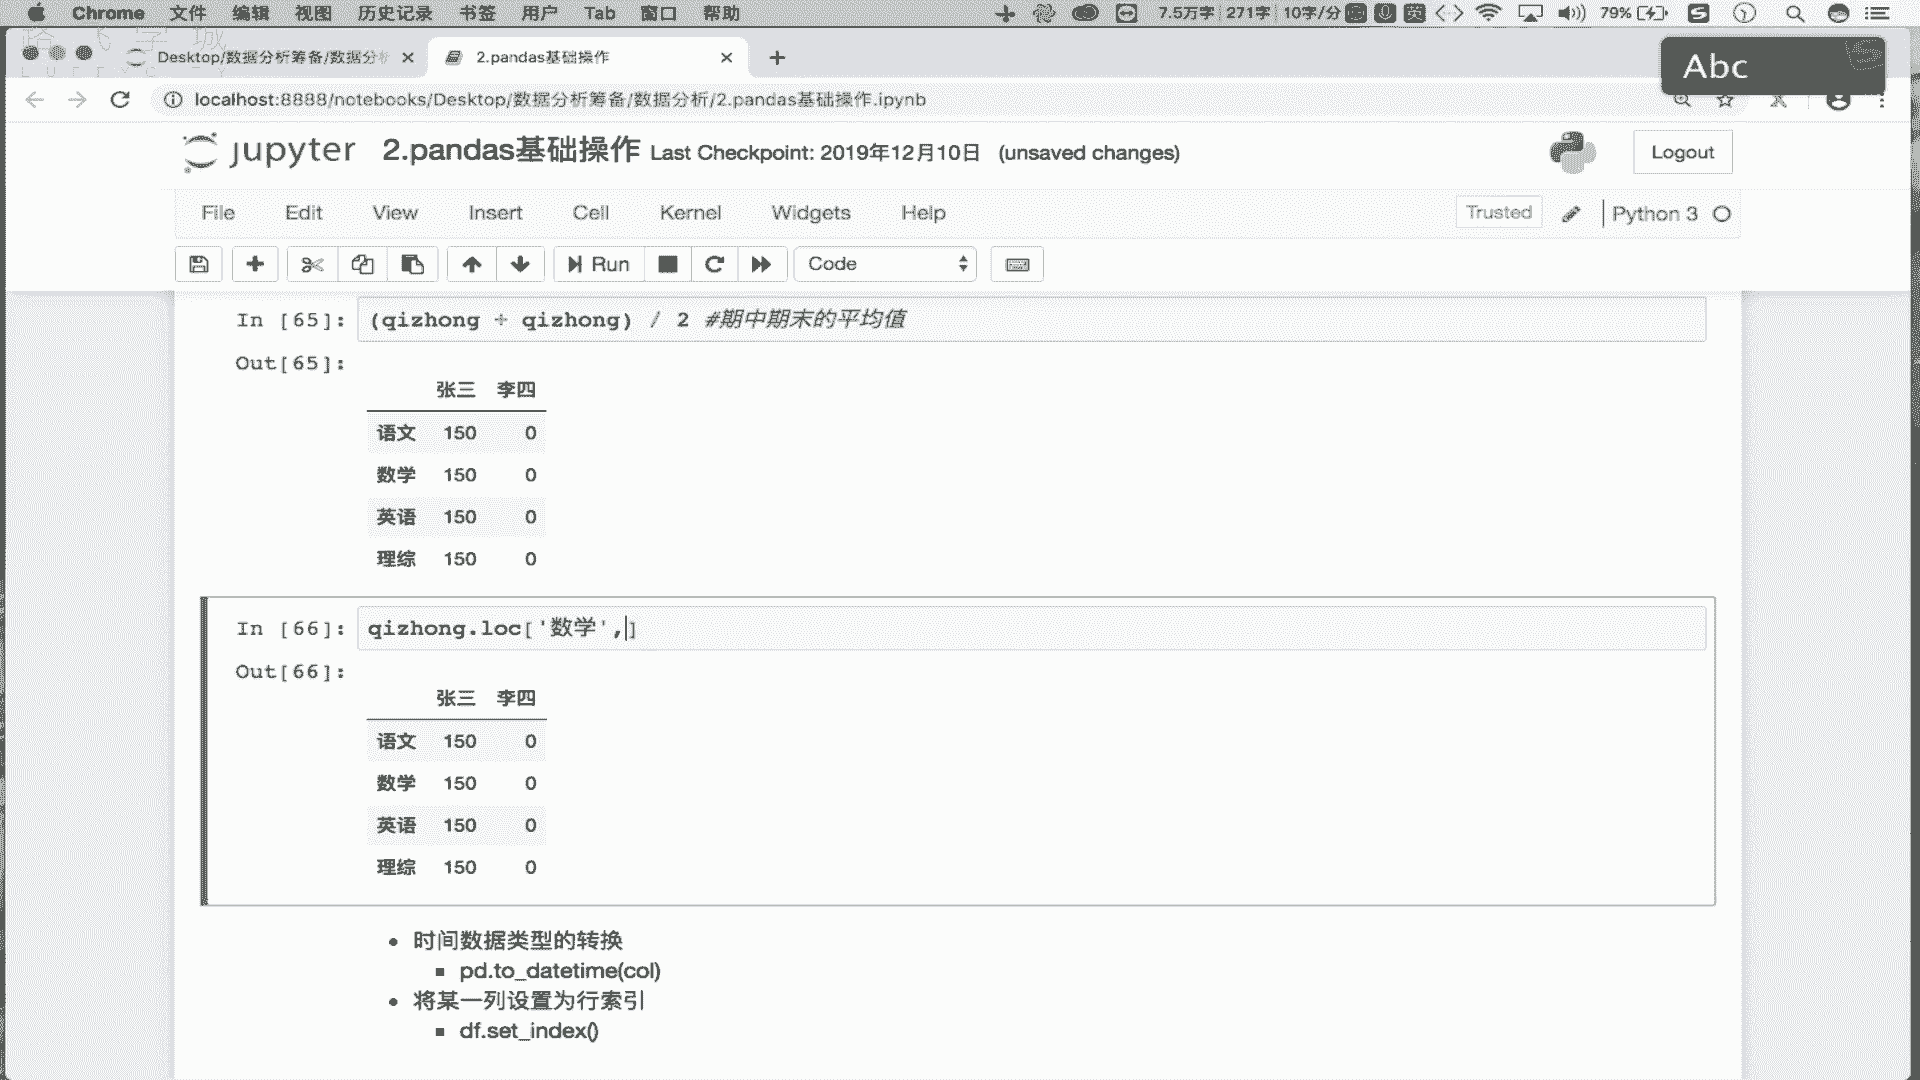 Chrome 文件 编辑 视图 历史记录 书签 用户 Tab 窗口 帮助 7.5万字 271字 10字/分 英 79%
路飞学城
Desktop/数据分析筹备/数据分析 2.pandas基础操作
Abc
localhost:8888/notebooks/Desktop/数据分析筹备/数据分析/2.pandas基础操作.ipynb
jupyter 2.pandas基础操作 Last Checkpoint: 2019年12月10日 (unsaved changes) Logout
File Edit View Insert Cell Kernel Widgets Help Trusted Python 3
Run Code
In [65]: (qizhong + qizhong) / 2 #期中期末的平均值
Out[65]:
张三 李四
语文 150 0
数学 150 0
英语 150 0
理综 150 0
In [66]: qizhong.loc['数学',]
Out[66]:
张三 李四
语文 150 0
数学 150 0
英语 150 0
理综 150 0
时间数据类型的转换
pd.to_datetime(col)
将某一列设置为行索引
df.set_index()